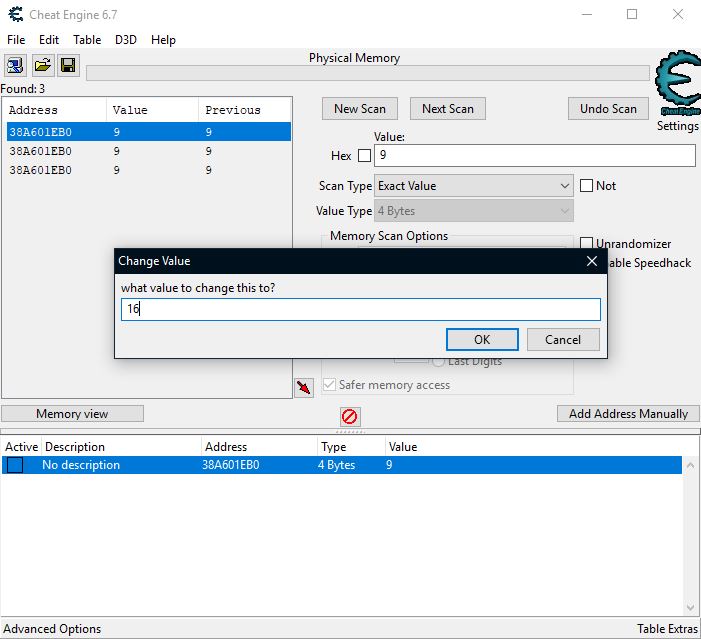 Cheat Engine 6.7
File Edit Table D3D Help
Physical Memory
Found: 3
Address Value Previous
38A601EB0 9 9
38A601EB0 9 9
38A601EB0 9 9
New Scan Next Scan Undo Scan
Cheat Engine
Settings
Value:
Hex 9
Scan Type Exact Value Not
Value Type 4 Bytes
Memory Scan Options
Unrandomizer
able Speedhack
Change Value
what value to change this to?
16
OK Cancel
Last Digits
Safer memory access
Memory view Add Address Manually
Active Description Address Type Value
No description 38A601EB0 4 Bytes 9
Advanced Options Table Extras